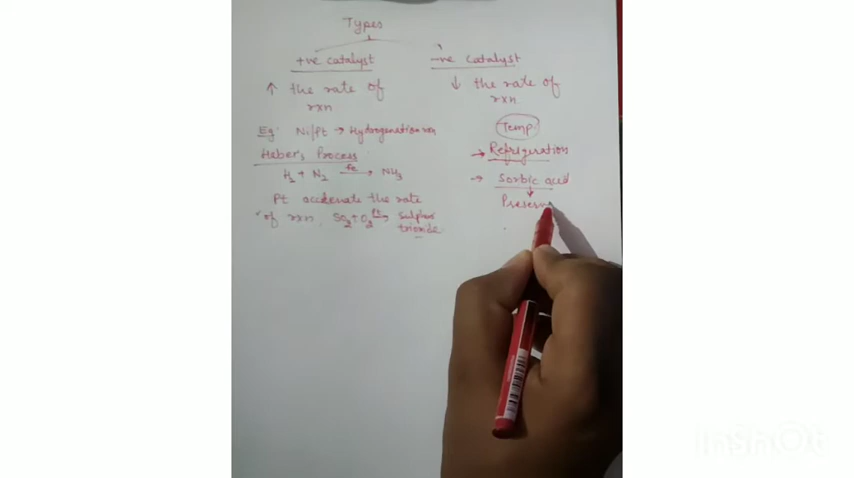 Types
+ve catalyst
-ve catalyst
↑ the rate of
rxn
↓ the rate of
rxn
Eg: Ni/Pt → Hydrogenation rxn
Haber's Process
H2 + N2 Fe → NH3
Pt accelerate the rate
of rxn, SO2 + O2 Pt → Sulphur
trioxide
Temp.
→ Refrigiration
→ Sorbic acid
↓
Preserv
InShOt